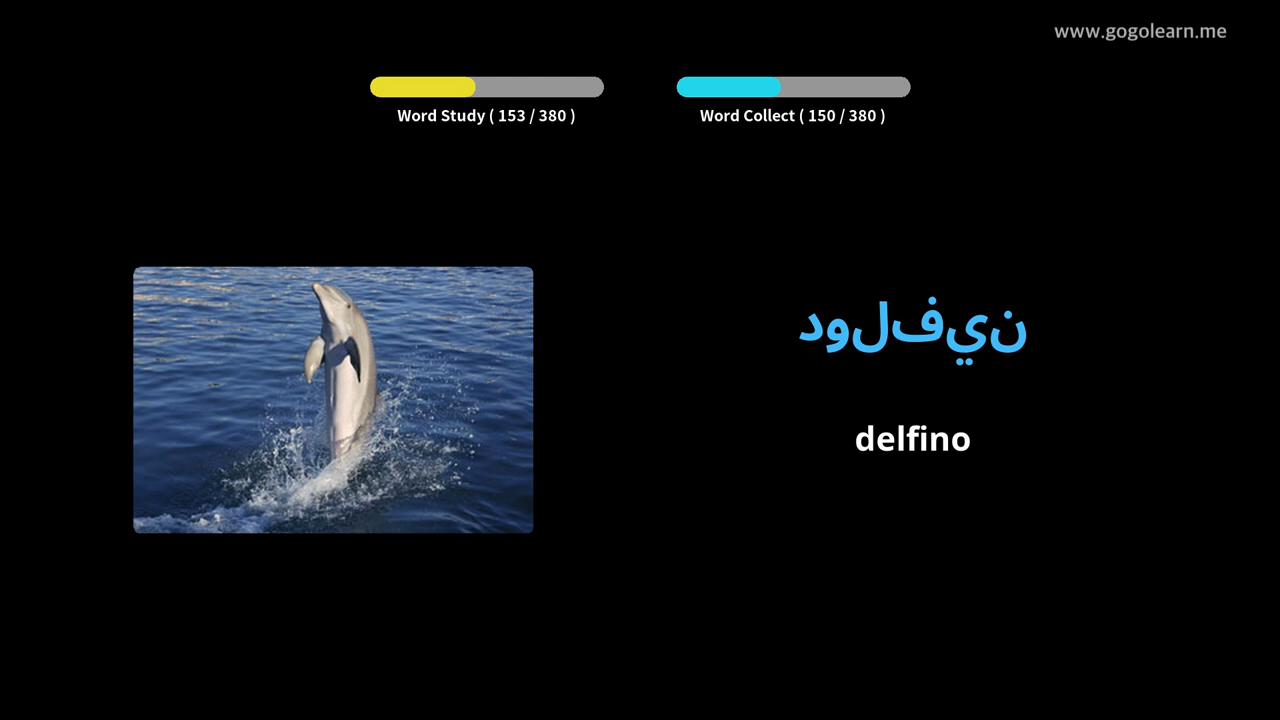 www.gogolearn.me
Word Study ( 153 / 380 )
Word Collect ( 150 / 380 )
دولفين
delfino